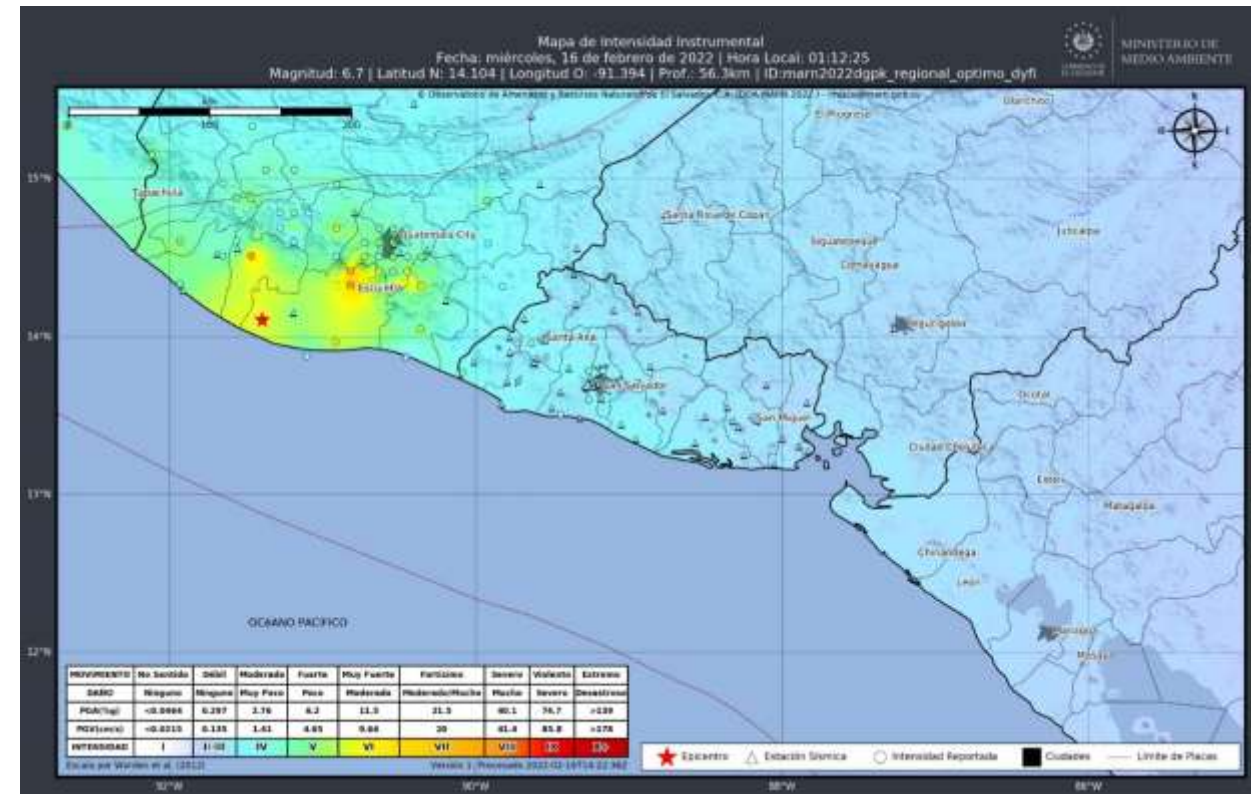 Mapa de Intensidad Instrumental
Fecha: miércoles, 16 de febrero de 2022 | Hora Local: 01:12:25
Magnitud: 6.7 | Latitud N: 14.104 | Longitud O: -91.394 | Prof.: 56.3km | ID:marn2022dgpk_regional_optimo_dyfi
MINISTERIO DE
MEDIO AMBIENTE
km
El Progreso
15°N
Tapachula
Santa Rosa de Copán
Guatemala City
Juticalpa
Siguatepeque
Comayagua
Escuintla
Tegucigalpa
14°N
Santa Ana
San Salvador
Ocotal
San Miguel
Ciudad Choluteca
Estelí
13°N
Matagalpa
Chinandega
León
OCÉANO PACÍFICO
Managua
12°N
Masaya
MOVIMIENTO No Sentido Débil Moderado Fuerte Muy Fuerte Fortísimo Severo Violento Extremo
DAÑO Ninguno Ninguno Muy Poco Poco Moderado Moderado/Mucho Mucho Severo Desastroso
PGA(%g) <0.0464 0.297 2.76 6.2 11.5 21.5 40.1 74.7 >139
PGV(cm/s) <0.0215 0.135 1.41 4.65 9.64 20 41.4 85.8 >178
INTENSIDAD I II-III IV V VI VII VIII IX X+
Escala por Worden et al. (2012)
Epicentro Estación Sísmica Intensidad Reportada Ciudades Límite de Placas
92°W 90°W 88°W 86°W